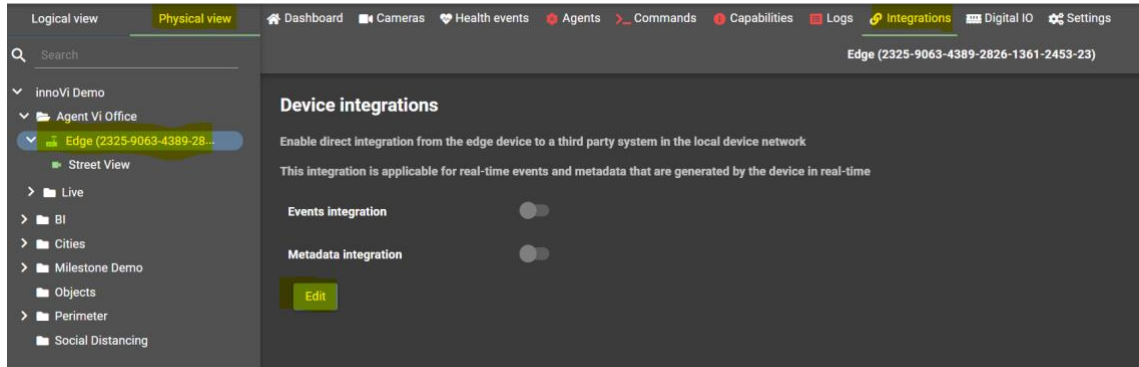 Logical view Physical view Dashboard Cameras Health events Agents >_ Commands Capabilities Logs Integrations Digital IO Settings
Search
Edge (2325-9063-4389-2826-1361-2453-23)
innoVi Demo
Agent Vi Office
Edge (2325-9063-4389-28...
Street View
Live
BI
Cities
Milestone Demo
Objects
Perimeter
Social Distancing
Device integrations
Enable direct integration from the edge device to a third party system in the local device network
This integration is applicable for real-time events and metadata that are generated by the device in real-time
Events integration
Metadata integration
Edit